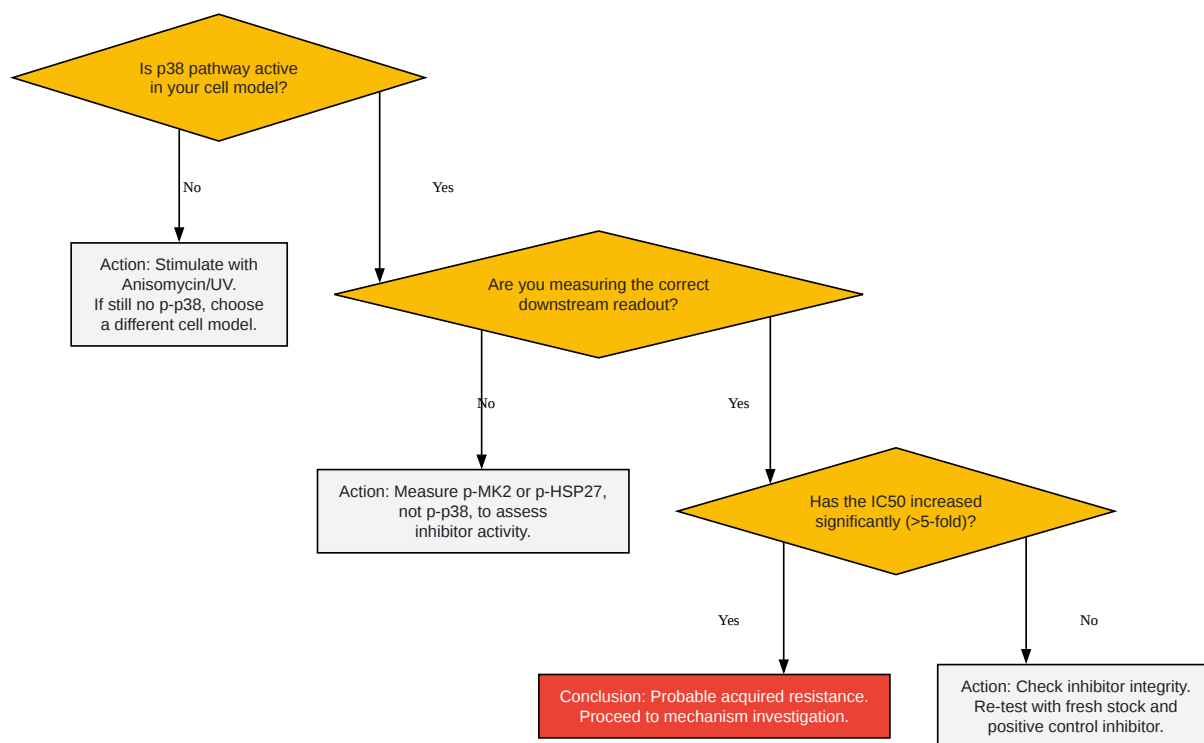 Is p38 pathway active
in your cell model?
No
Yes
Action: Stimulate with
Anisomycin/UV.
If still no p-p38, choose
a different cell model.
Are you measuring the correct
downstream readout?
No
Yes
Action: Measure p-MK2 or p-HSP27,
not p-p38, to assess
inhibitor activity.
Has the IC50 increased
significantly (>5-fold)?
Yes
No
Conclusion: Probable acquired resistance.
Proceed to mechanism investigation.
Action: Check inhibitor integrity.
Re-test with fresh stock and
positive control inhibitor.